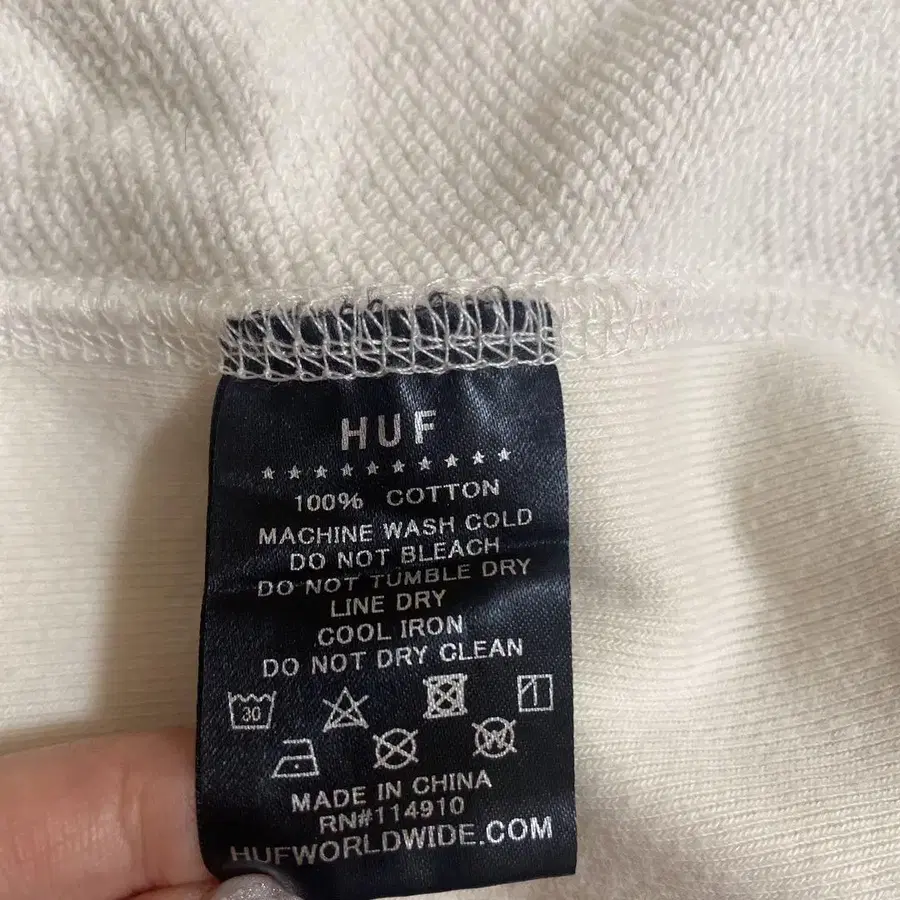 HUF
100% COTTON
MACHINE WASH COLD
DO NOT BLEACH
DO NOT TUMBLE DRY
LINE DRY
COOL IRON
DO NOT DRY CLEAN
30
W
MADE IN CHINA
RN#114910
HUFWORLDWIDE.COM